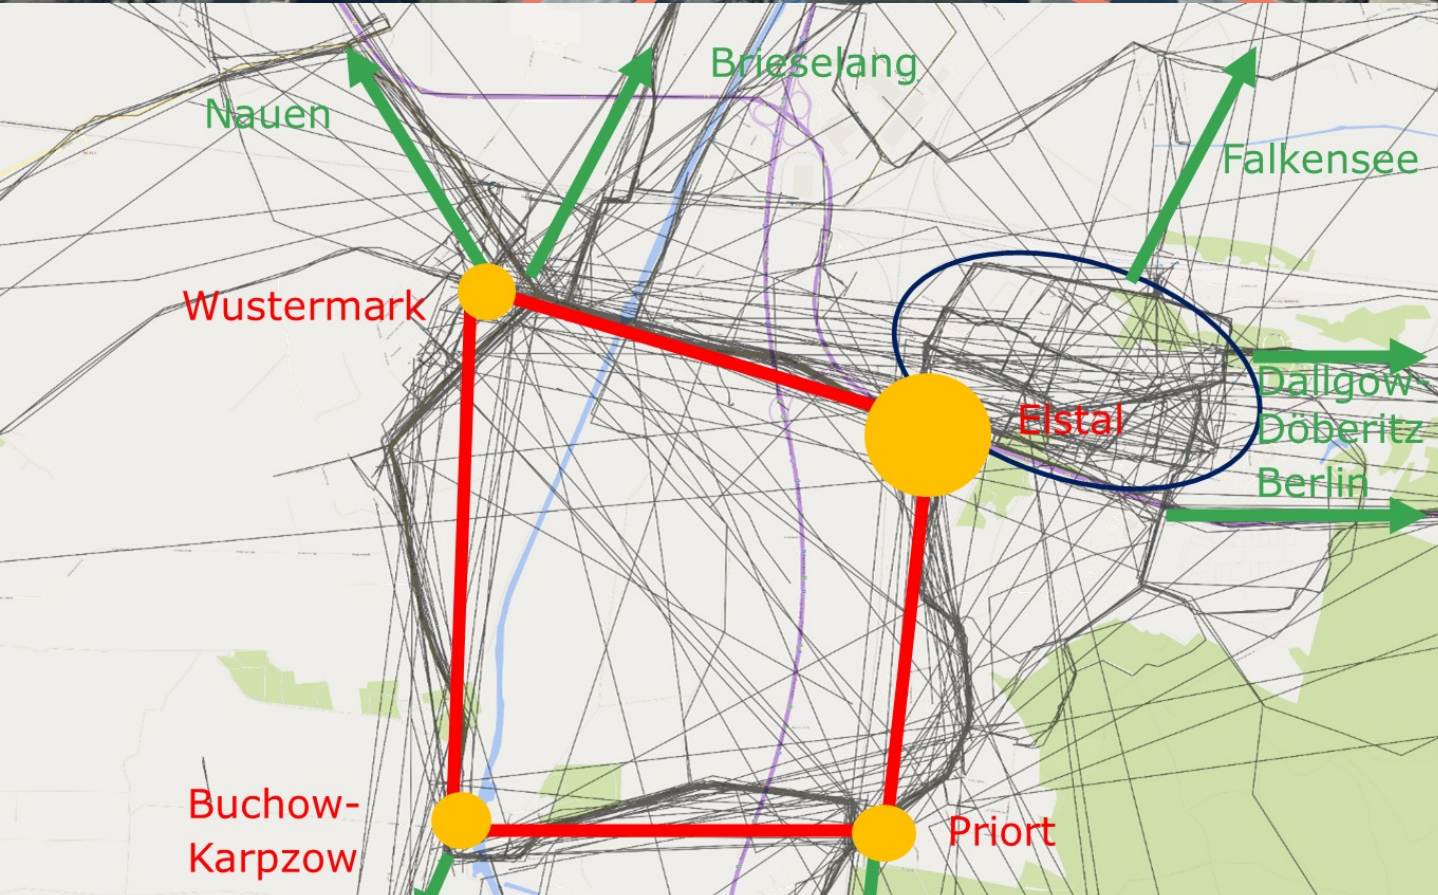 Brieselang
Nauen
Falkensee
Wustermark
Dallgow-
Döberitz
Elstal
Berlin
Buchow-
Karpzow
Priort